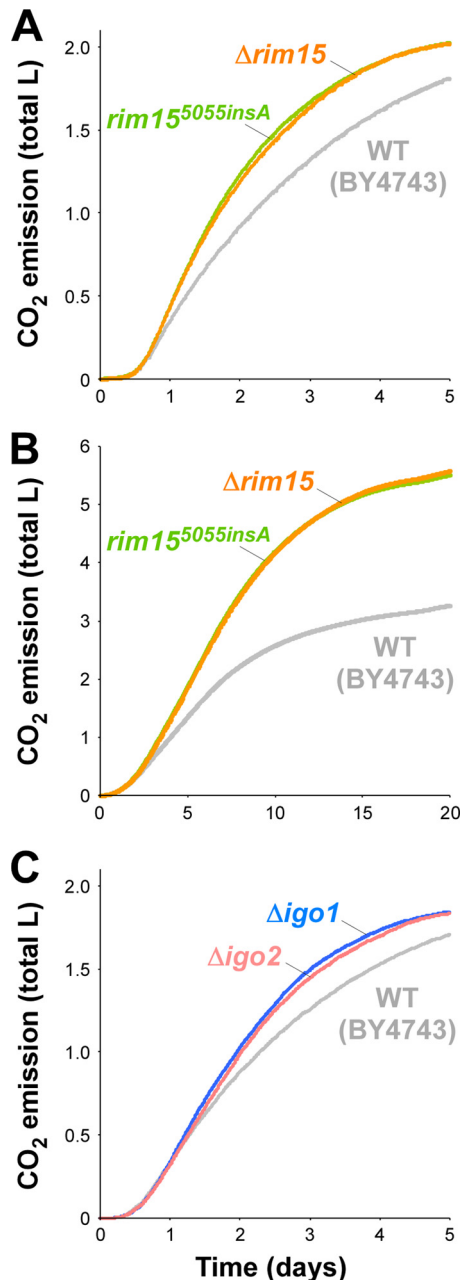 A
CO2 emission (total L)
2.0
1.5
1.0
0.5
0
Δrim15
rim15^5055insA
WT
(BY4743)
0 1 2 3 4 5
B
CO2 emission (total L)
6
5
4
3
2
1
0
Δrim15
rim15^5055insA
WT
(BY4743)
0 5 10 15 20
C
CO2 emission (total L)
2.0
1.5
1.0
0.5
0
Δigo1
Δigo2
WT
(BY4743)
0 1 2 3 4 5
Time (days)